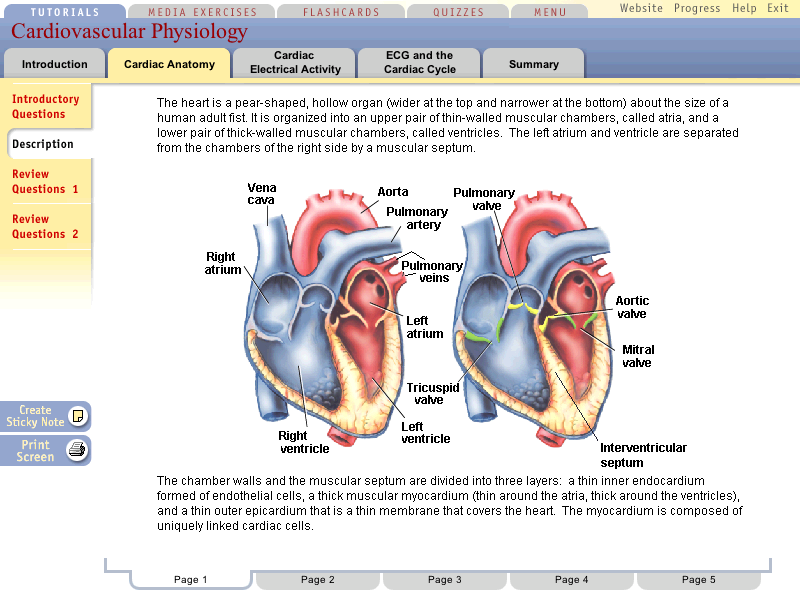 TUTORIALS
MEDIA EXERCISES
FLASHCARDS
QUIZZES
MENU
Website Progress Help Exit
Cardiovascular Physiology
Introduction
Cardiac Anatomy
Cardiac
Electrical Activity
ECG and the
Cardiac Cycle
Summary
Introductory
Questions
Description
Review
Questions 1
Review
Questions 2
The heart is a pear-shaped, hollow organ (wider at the top and narrower at the bottom) about the size of a
human adult fist. It is organized into an upper pair of thin-walled muscular chambers, called atria, and a
lower pair of thick-walled muscular chambers, called ventricles. The left atrium and ventricle are separated
from the chambers of the right side by a muscular septum.
Vena
cava
Aorta
Pulmonary
artery
Right
atrium
Pulmonary
veins
Left
atrium
Left
ventricle
Right
ventricle
Pulmonary
valve
Aortic
valve
Mitral
valve
Tricuspid
valve
Interventricular
septum
Create
Sticky Note
Print
Screen
The chamber walls and the muscular septum are divided into three layers: a thin inner endocardium
formed of endothelial cells, a thick muscular myocardium (thin around the atria, thick around the ventricles),
and a thin outer epicardium that is a thin membrane that covers the heart. The myocardium is composed of
uniquely linked cardiac cells.
Page 1
Page 2
Page 3
Page 4
Page 5